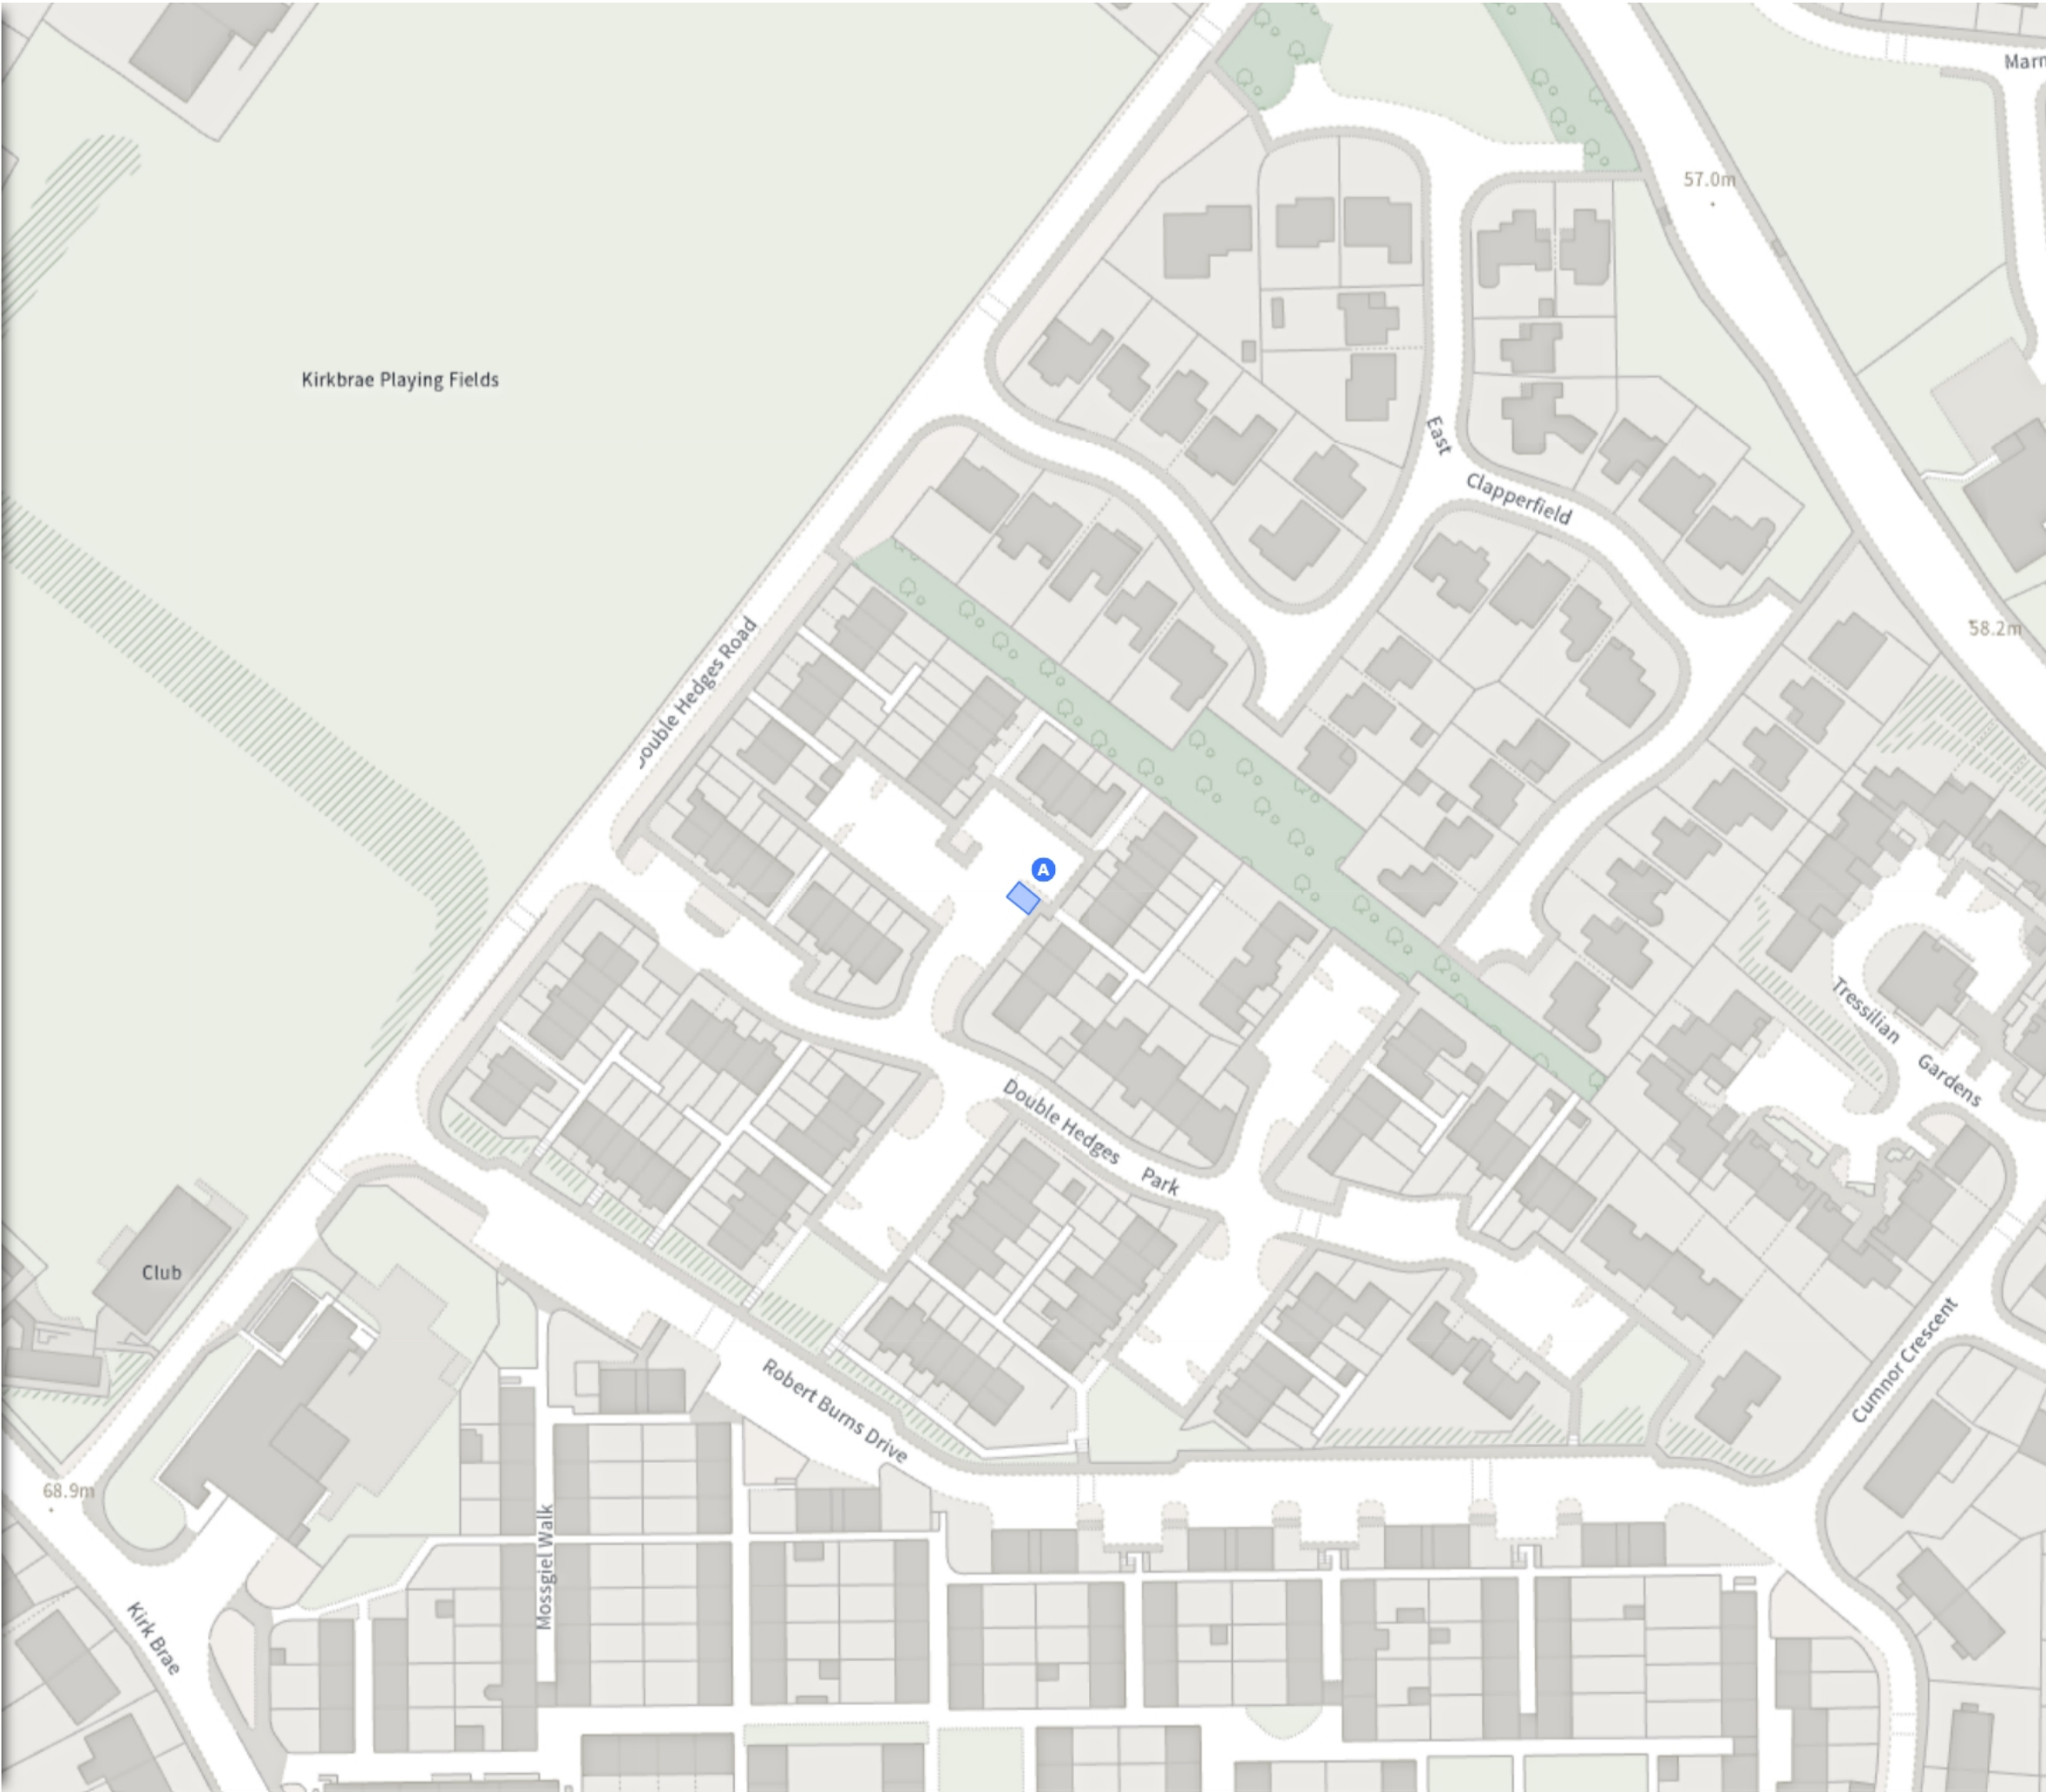 Marn
57.0m
Kirkbrae Playing Fields
East
Clapperfield
58.2m
Double Hedges Road
A
Tressilian
Gardens
Double Hedges
Park
Club
Cumnor Crescent
Robert Burns Drive
68.9m
Mossgiel Walk
Kirk Brae